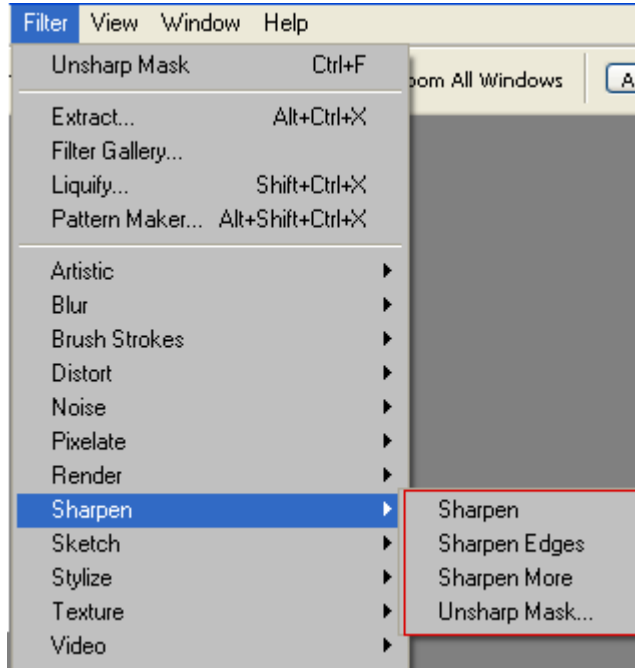 Filter View Window Help
Unsharp Mask Ctrl+F
All Windows
Extract... Alt+Ctrl+X
Filter Gallery...
Liquify... Shift+Ctrl+X
Pattern Maker... Alt+Shift+Ctrl+X
Artistic
Blur
Brush Strokes
Distort
Noise
Pixelate
Render
Sharpen
Sharpen
Sketch
Sharpen Edges
Stylize
Sharpen More
Texture
Unsharp Mask...
Video